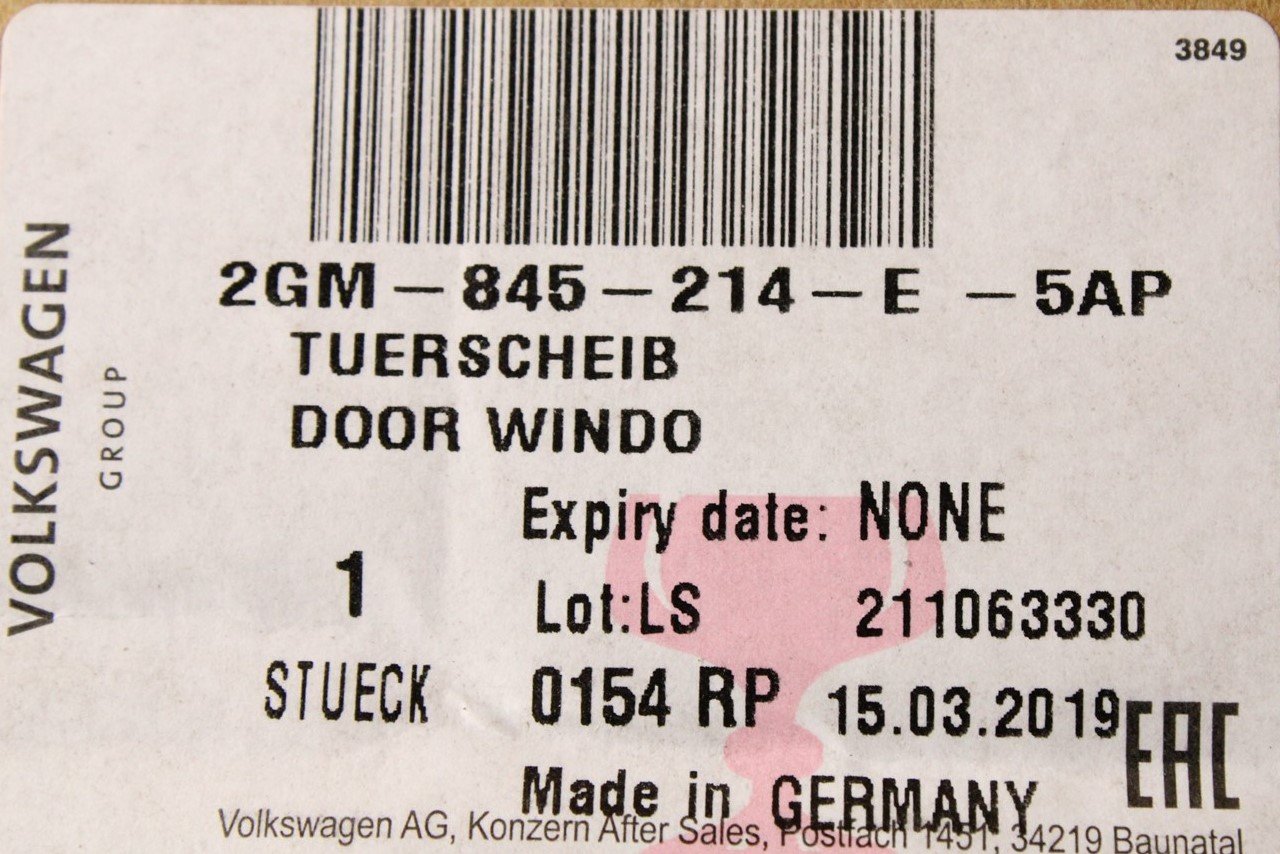 3849
VOLKSWAGEN
GROUP
2GM-845-214-E -5AP
TUERSCHEIB
DOOR WINDO
Expiry date: NONE
1 Lot:LS 211063330
STUECK 0154 RP 15.03.2019 EAC
Made in GERMANY
Volkswagen AG, Konzern After Sales, Postfach 1451, 34219 Baunatal